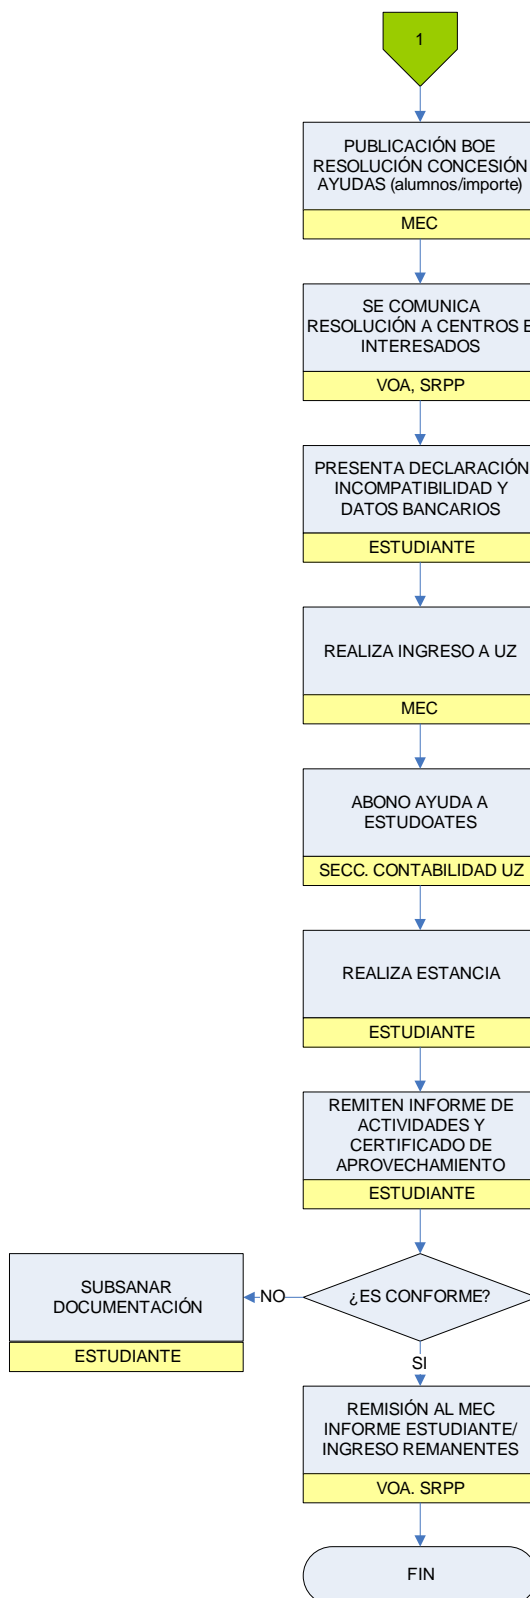 1
PUBLICACIÓN BOE
RESOLUCIÓN CONCESIÓN
AYUDAS (alumnos/importe)
MEC
SE COMUNICA
RESOLUCIÓN A CENTROS E
INTERESADOS
VOA, SRPP
PRESENTA DECLARACIÓN
INCOMPATIBILIDAD Y
DATOS BANCARIOS
ESTUDIANTE
REALIZA INGRESO A UZ
MEC
ABONO AYUDA A
ESTUDOATES
SECC. CONTABILIDAD UZ
REALIZA ESTANCIA
ESTUDIANTE
REMITEN INFORME DE
ACTIVIDADES Y
CERTIFICADO DE
APROVECHAMIENTO
ESTUDIANTE
¿ES CONFORME?
NO
SUBSANAR
DOCUMENTACIÓN
ESTUDIANTE
SI
REMISIÓN AL MEC
INFORME ESTUDIANTE/
INGRESO REMANENTES
VOA. SRPP
FIN